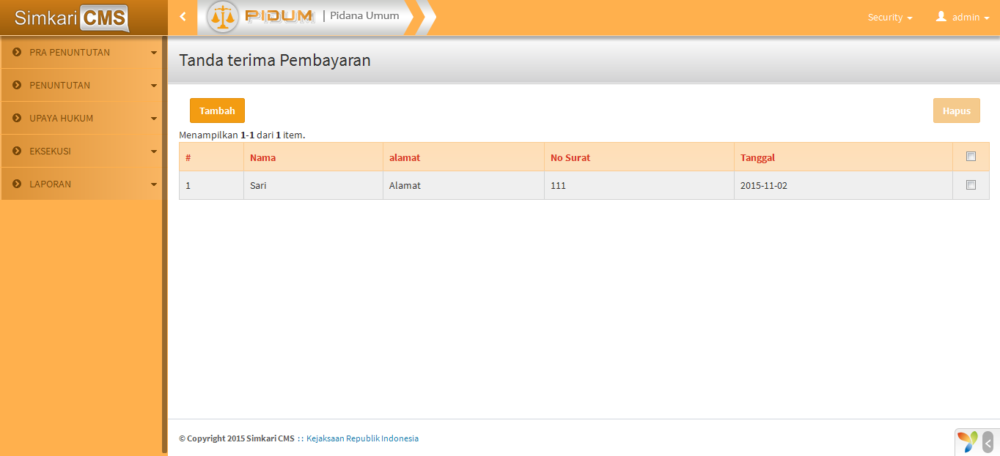 Simkari CMS
PIDUM | Pidana Umum
Security
admin
PRA PENUNTUTAN
PENUNTUTAN
UPAYA HUKUM
EKSEKUSI
LAPORAN
Tanda terima Pembayaran
Tambah
Hapus
Menampilkan 1-1 dari 1 item.
# Nama alamat No Surat Tanggal
1 Sari Alamat 111 2015-11-02
© Copyright 2015 Simkari CMS :: Kejaksaan Republik Indonesia